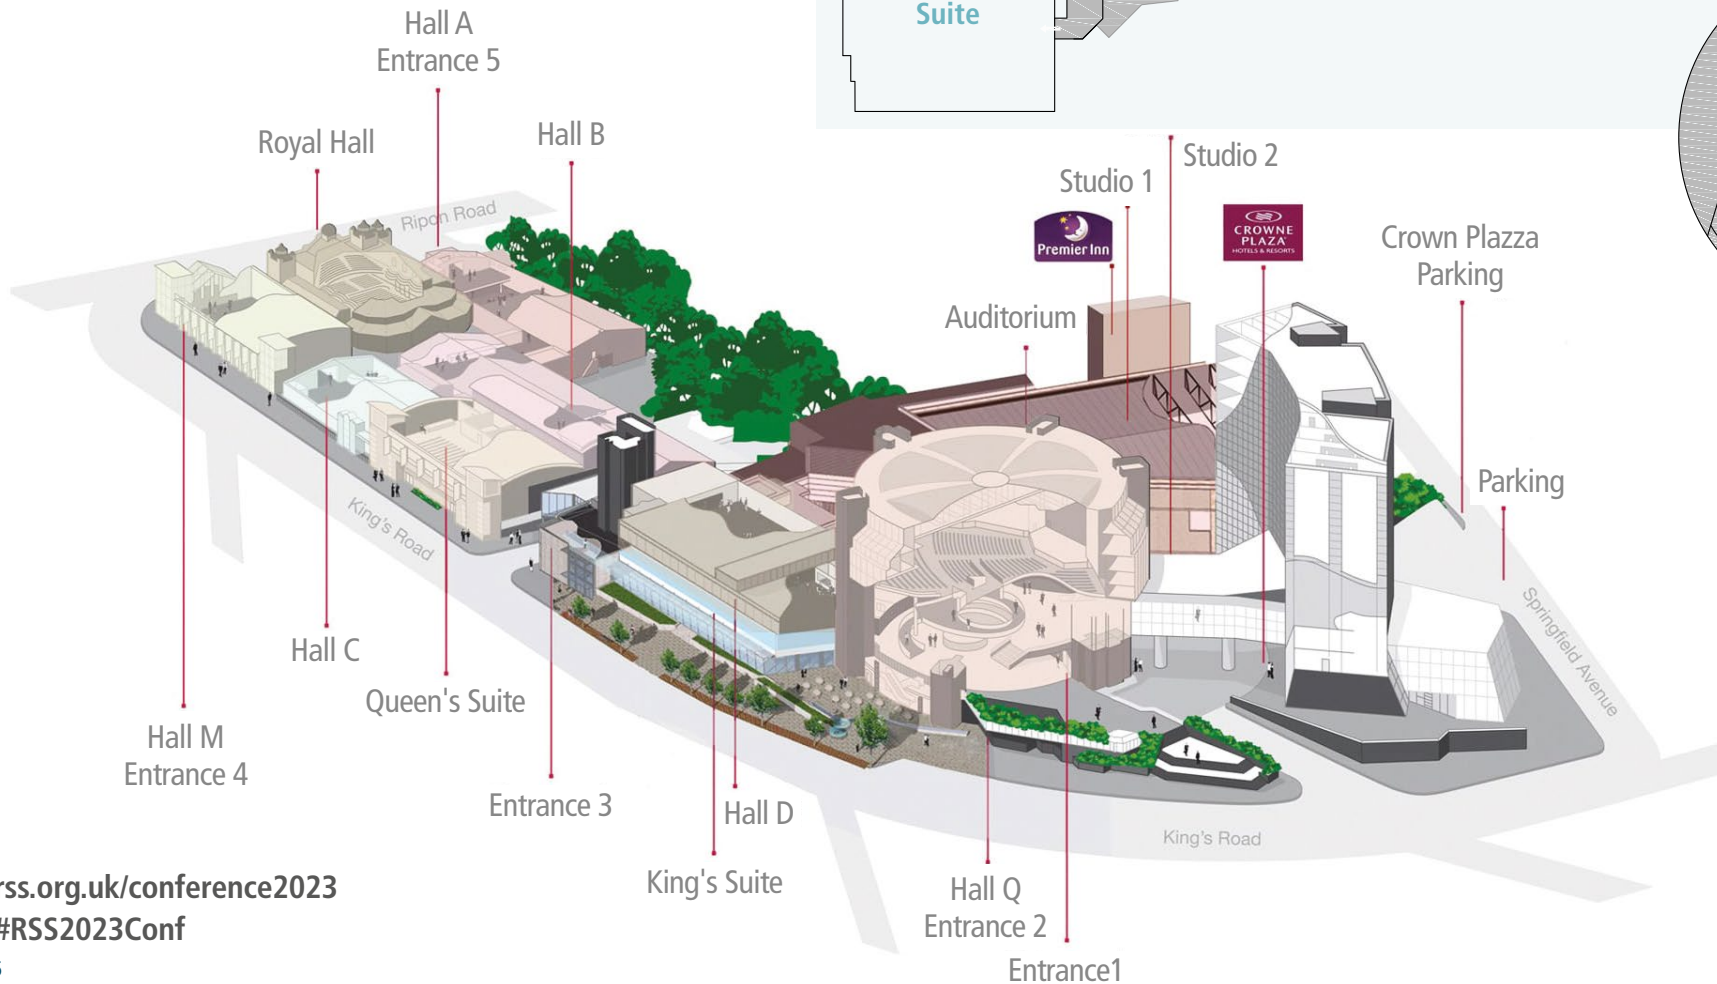 Suite
Hall A
Entrance 5
Royal Hall
Hall B
Studio 2
Studio 1
Ripon Road
Premier Inn
CROWNE
PLAZA
HOTELS & RESORTS
Crown Plazza
Parking
Auditorium
Parking
King's Road
Springfield Avenue
Hall C
Queen's Suite
Hall M
Entrance 4
Entrance 3
Hall D
King's Road
King's Suite
Hall Q
Entrance 2
Entrance1
rss.org.uk/conference2023
#RSS2023Conf